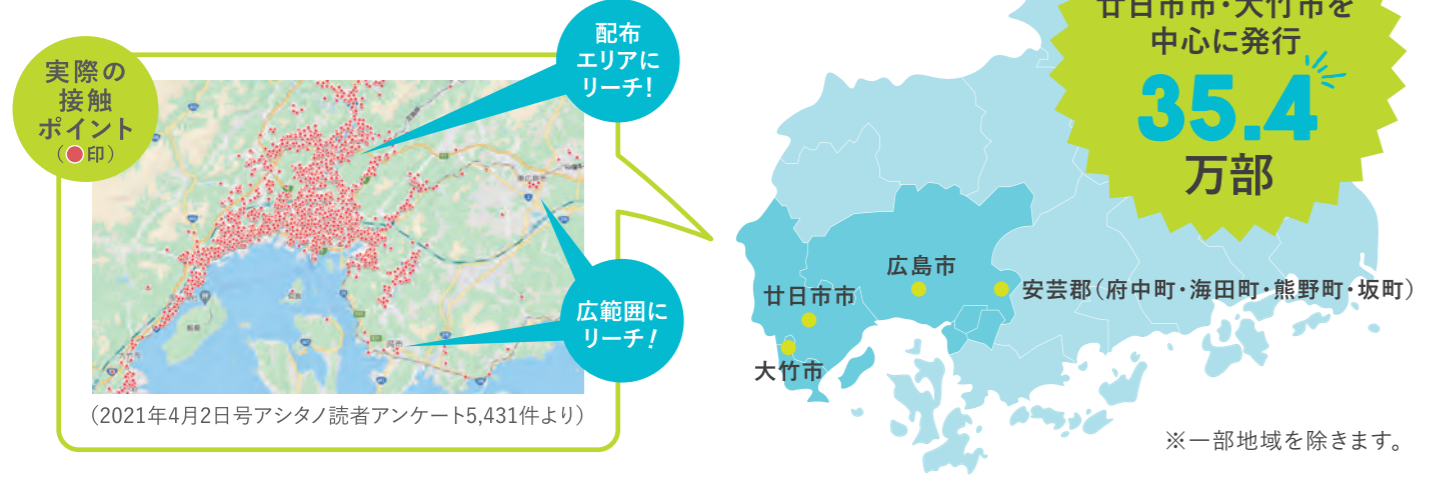 実際の
接触
ポイント
（●印）
配布
エリアに
リーチ！
広範囲に
リーチ！
（2021年4月2日号アシタノ読者アンケート5,431件より）
廿日市市・大竹市を
中心に発行
35.4
万部
広島市
廿日市市
安芸郡（府中町・海田町・熊野町・坂町）
大竹市
※一部地域を除きます。